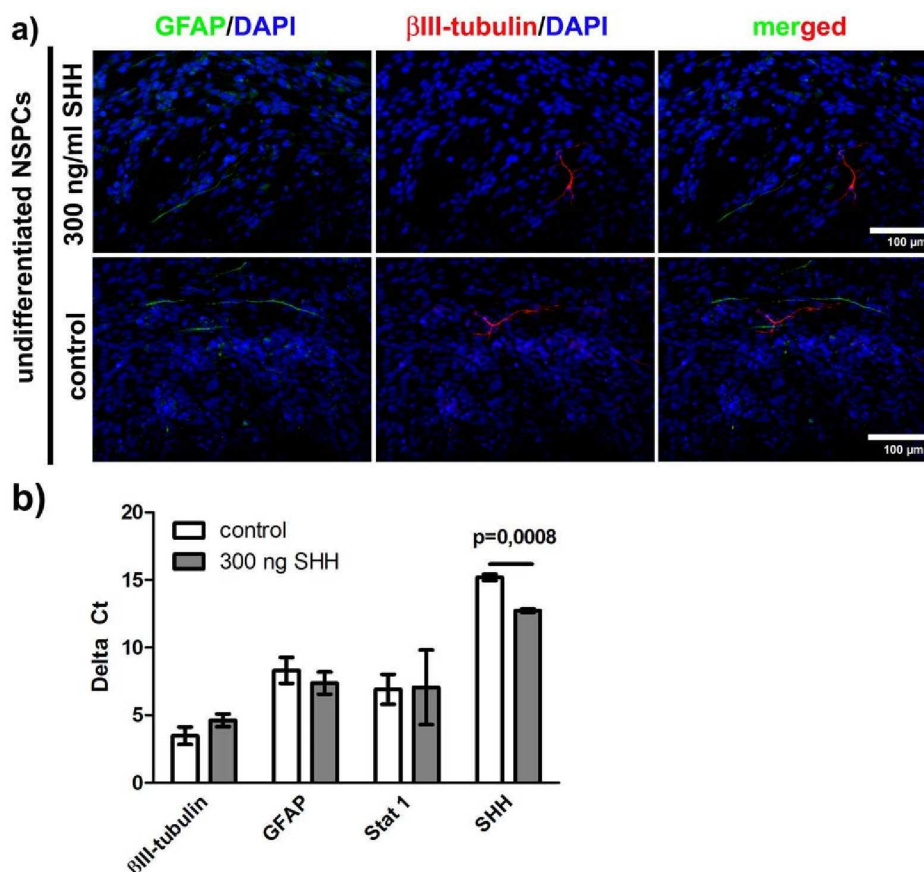 a)
GFAP/DAPI
βIII-tubulin/DAPI
merged
undifferentiated NSPCs
300 ng/ml SHH
control
100 µm
100 µm
b)
control
300 ng SHH
p=0,0008
Delta Ct
20
15
10
5
0
βIII-tubulin
GFAP
Stat 1
SHH